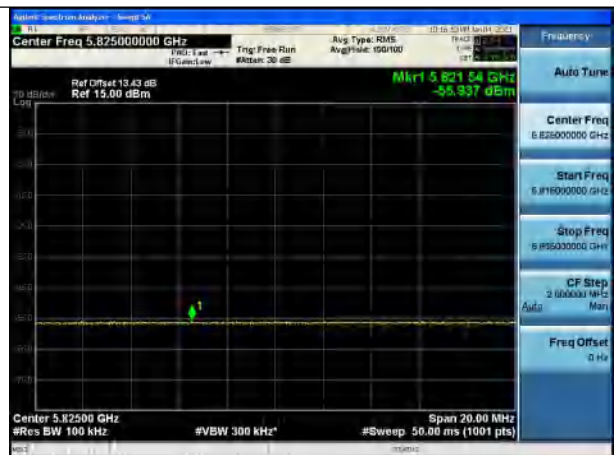 Agilent Spectrum Analyzer - Swept SA
Center Freq 5.825000000 GHz
PNO: Fast
IFGain:Low
Trig: Free Run
#Atten: 30 dB
Avg Type: RMS
Avg|Hold: 100/100
Frequency
Auto Tune
Mkr1 5.821 54 GHz
-55.937 dBm
Ref Offset 13.43 dB
Ref 15.00 dBm
Log
1
Center Freq
5.825000000 GHz
Start Freq
5.815000000 GHz
Stop Freq
5.835000000 GHz
CF Step
2.000000 MHz
Auto Man
Freq Offset
0 Hz
Center 5.82500 GHz
Span 20.00 MHz
#Res BW 100 kHz
#VBW 300 kHz*
#Sweep 50.00 ms (1001 pts)